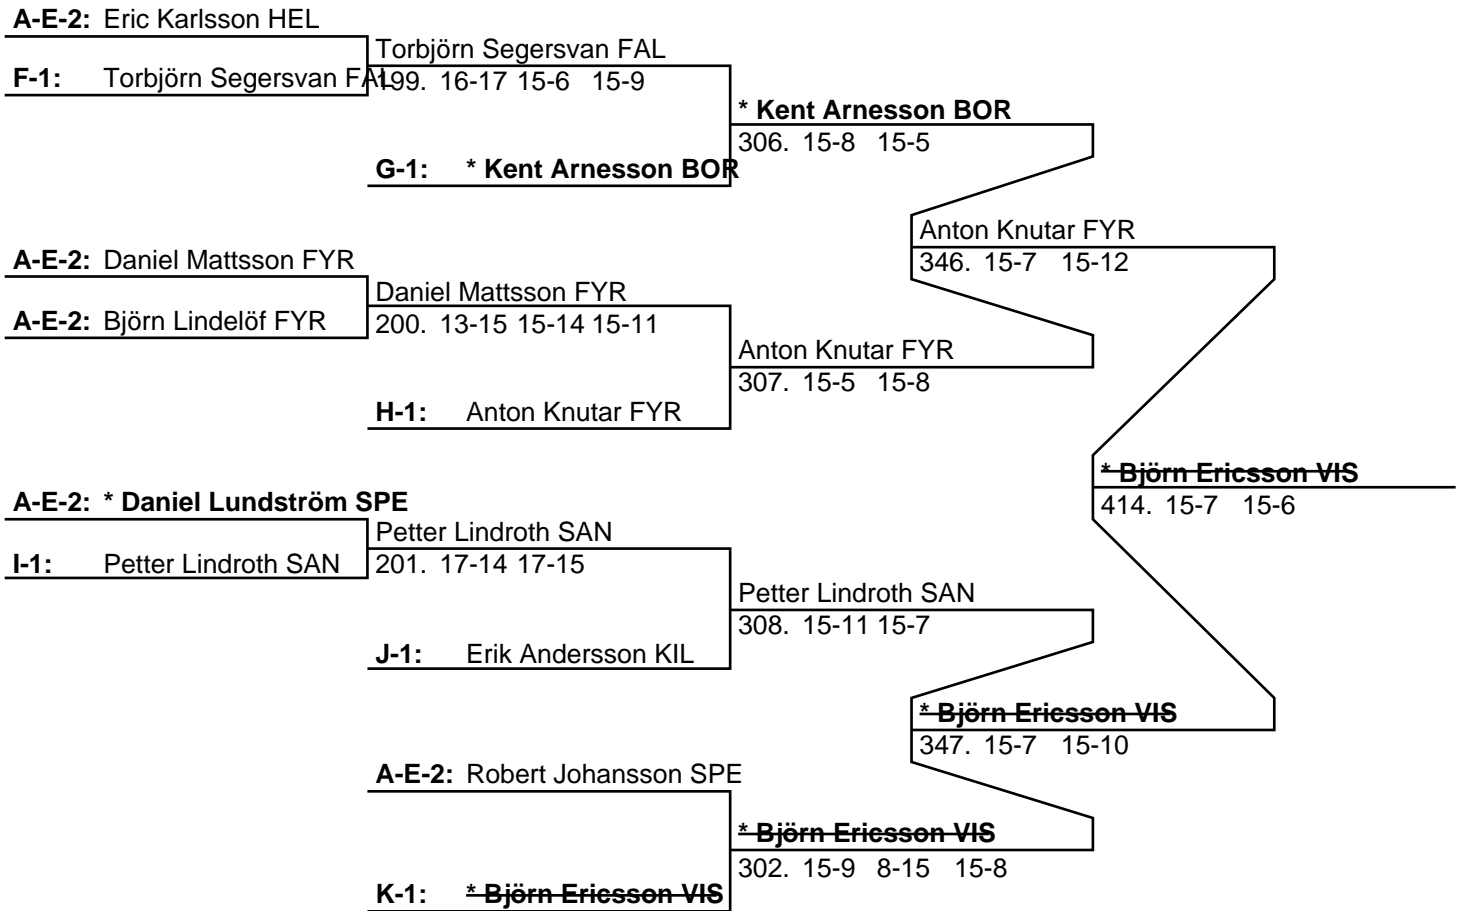 A-E-2: Eric Karlsson HEL
Torbjörn Segersvan FAL
F-1: Torbjörn Segersvan FAL
199. 16-17 15-6 15-9
* Kent Arnesson BOR
306. 15-8 15-5
G-1: * Kent Arnesson BOR
Anton Knutar FYR
346. 15-7 15-12
A-E-2: Daniel Mattsson FYR
Daniel Mattsson FYR
A-E-2: Björn Lindelöf FYR
200. 13-15 15-14 15-11
Anton Knutar FYR
307. 15-5 15-8
H-1: Anton Knutar FYR
* Björn Ericsson VIS
414. 15-7 15-6
A-E-2: * Daniel Lundström SPE
Petter Lindroth SAN
I-1: Petter Lindroth SAN
201. 17-14 17-15
Petter Lindroth SAN
308. 15-11 15-7
J-1: Erik Andersson KIL
* Björn Ericsson VIS
347. 15-7 15-10
A-E-2: Robert Johansson SPE
* Björn Ericsson VIS
302. 15-9 8-15 15-8
K-1: * Björn Ericsson VIS